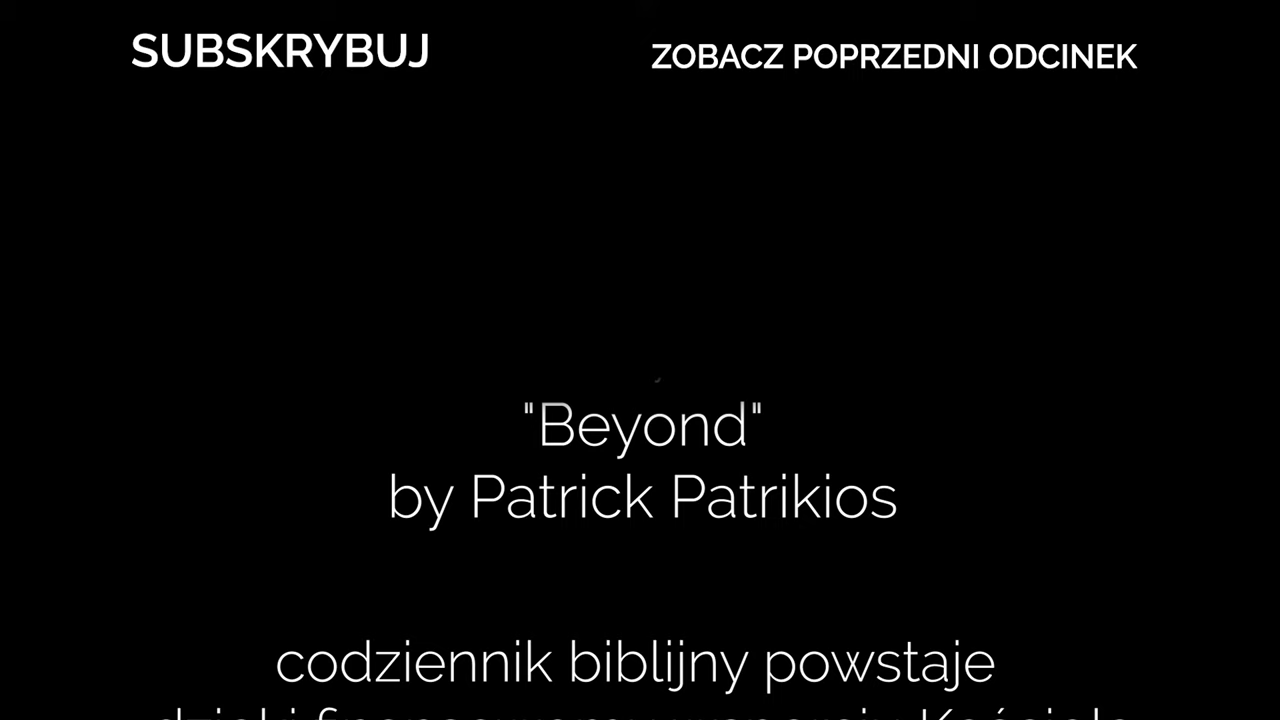 SUBSKRYBUJ
ZOBACZ POPRZEDNI ODCINEK
"Beyond"
by Patrick Patrikios
codziennik biblijny powstaje